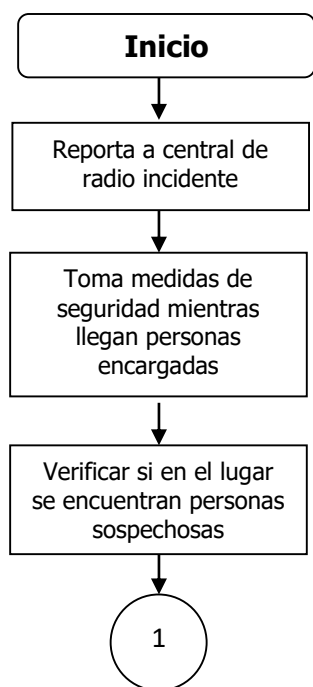 Inicio
Reporta a central de
radio incidente
Toma medidas de
seguridad mientras
llegan personas
encargadas
Verificar si en el lugar
se encuentran personas
sospechosas
1